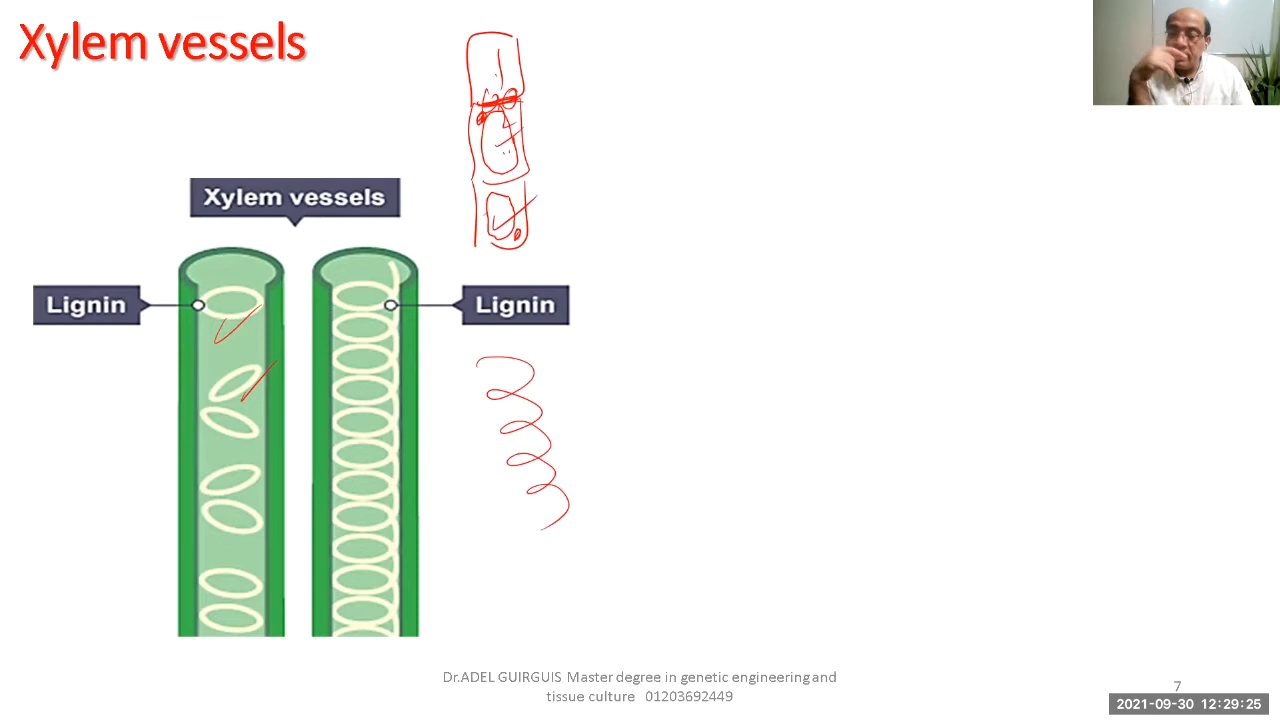 Xylem vessels
Xylem vessels
Lignin
Lignin
Dr.ADEL GUIRGUIS Master degree in genetic engineering and
tissue culture 01203692449
7
2021-09-30 12:29:25